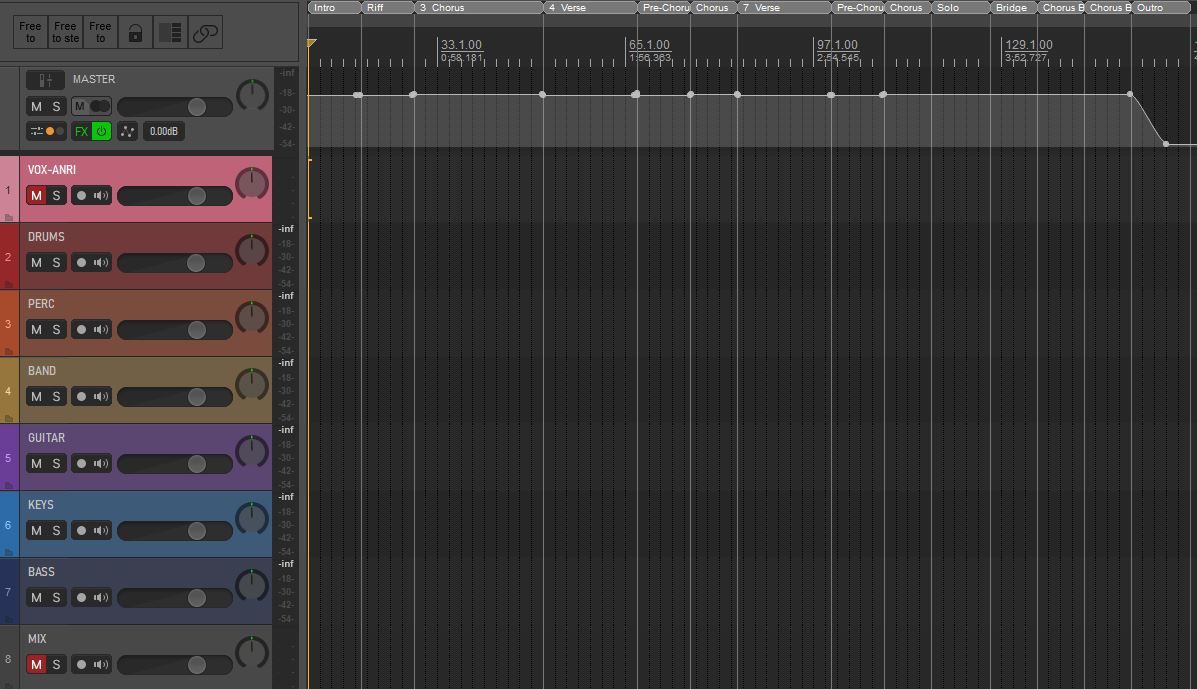 Intro Riff 3 Chorus 4 Verse Pre-Choru Chorus 7 Verse Pre-Choru Chorus Solo Bridge Chorus B Chorus B Outro
Free to
Free to ste
Free to
33.1.00 65.1.00 97.1.00 129.1.00
0:58.181 1:56.363 2:54.545 3:52.727
MASTER
M S M
FX 0.00dB
-inf
-18-
-30-
-42-
-54-
1
VOX-ANRI
M S
2
DRUMS
M S
-inf
-18-
-30-
-42-
-54-
3
PERC
M S
-inf
-18-
-30-
-42-
-54-
4
BAND
M S
-inf
-18-
-30-
-42-
-54-
5
GUITAR
M S
-inf
-18-
-30-
-42-
-54-
6
KEYS
M S
-inf
-18-
-30-
-42-
-54-
7
BASS
M S
-inf
-18-
-30-
-42-
-54-
8
MIX
M S